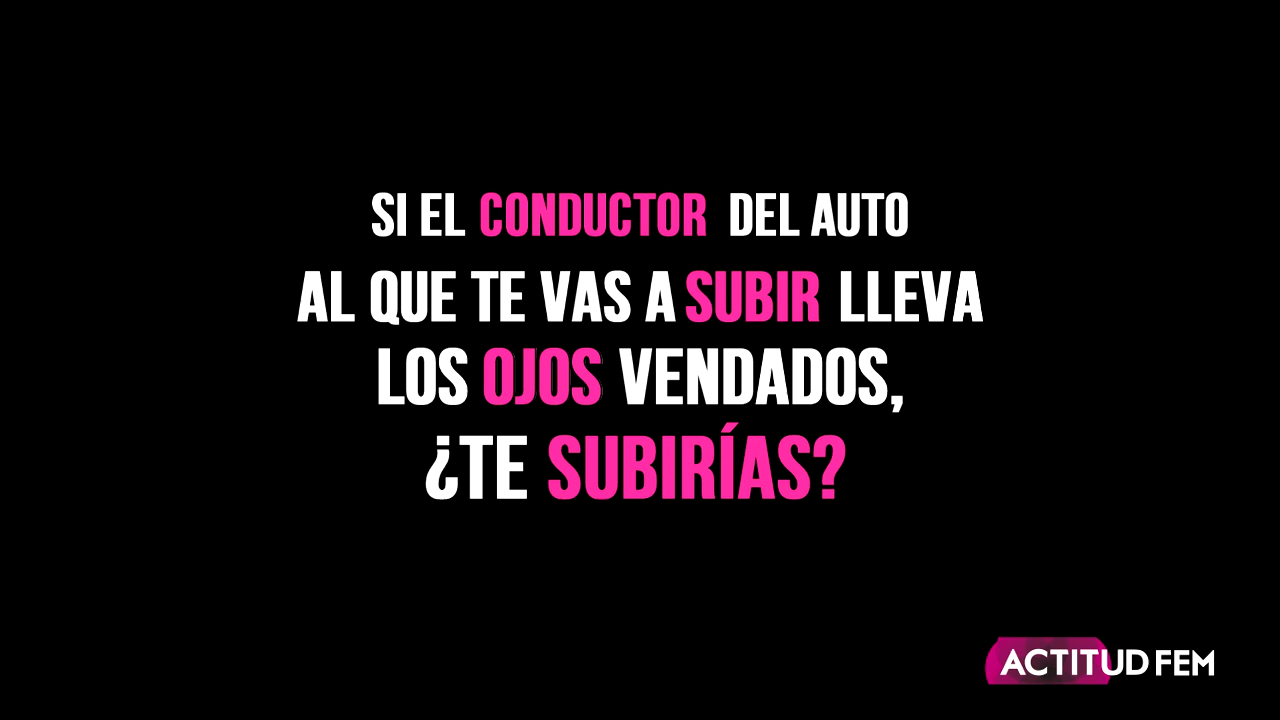 SI EL CONDUCTOR DEL AUTO
AL QUE TE VAS A SUBIR LLEVA
LOS OJOS VENDADOS,
¿TE SUBIRÍAS?
ACTITUD FEM